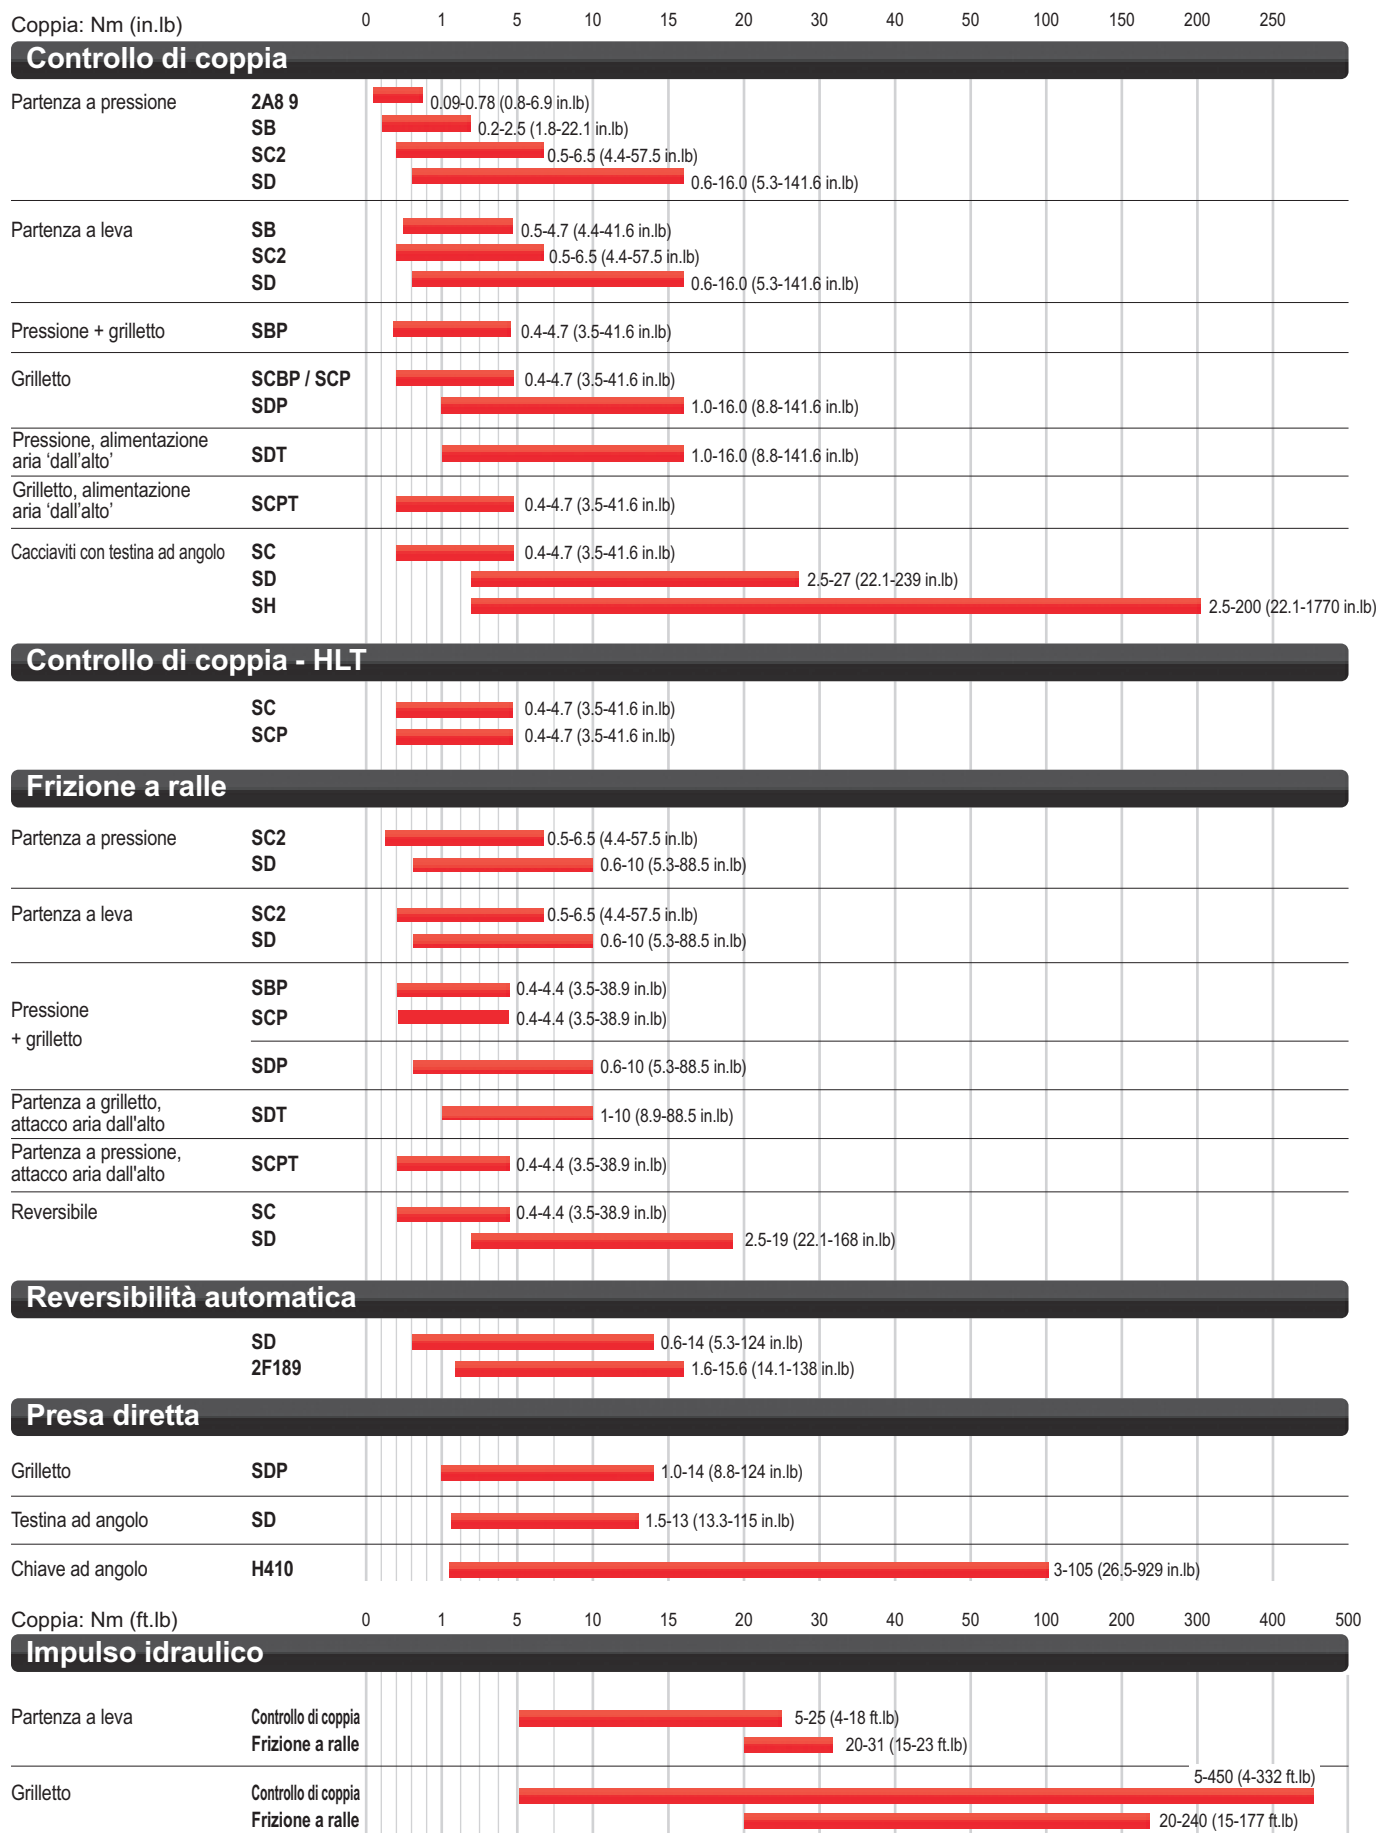 Coppia: Nm (in.lb) 0 1 5 10 15 20 30 40 50 100 150 200 250
Controllo di coppia
Partenza a pressione 2A8 9 0.09-0.78 (0.8-6.9 in.lb)
SB 0.2-2.5 (1.8-22.1 in.lb)
SC2 0.5-6.5 (4.4-57.5 in.lb)
SD 0.6-16.0 (5.3-141.6 in.lb)
Partenza a leva SB 0.5-4.7 (4.4-41.6 in.lb)
SC2 0.5-6.5 (4.4-57.5 in.lb)
SD 0.6-16.0 (5.3-141.6 in.lb)
Pressione + grilletto SBP 0.4-4.7 (3.5-41.6 in.lb)
Grilletto SCBP / SCP 0.4-4.7 (3.5-41.6 in.lb)
SDP 1.0-16.0 (8.8-141.6 in.lb)
Pressione, alimentazione
aria ‘dall’alto’ SDT 1.0-16.0 (8.8-141.6 in.lb)
Grilletto, alimentazione
aria ‘dall’alto’ SCPT 0.4-4.7 (3.5-41.6 in.lb)
Cacciaviti con testina ad angolo SC 0.4-4.7 (3.5-41.6 in.lb)
SD 2.5-27 (22.1-239 in.lb)
SH 2.5-200 (22.1-1770 in.lb)
Controllo di coppia - HLT
SC 0.4-4.7 (3.5-41.6 in.lb)
SCP 0.4-4.7 (3.5-41.6 in.lb)
Frizione a ralle
Partenza a pressione SC2 0.5-6.5 (4.4-57.5 in.lb)
SD 0.6-10 (5.3-88.5 in.lb)
Partenza a leva SC2 0.5-6.5 (4.4-57.5 in.lb)
SD 0.6-10 (5.3-88.5 in.lb)
SBP 0.4-4.4 (3.5-38.9 in.lb)
Pressione SCP 0.4-4.4 (3.5-38.9 in.lb)
+ grilletto
SDP 0.6-10 (5.3-88.5 in.lb)
Partenza a grilletto,
attacco aria dall'alto SDT 1-10 (8.9-88.5 in.lb)
Partenza a pressione,
attacco aria dall'alto SCPT 0.4-4.4 (3.5-38.9 in.lb)
Reversibile SC 0.4-4.4 (3.5-38.9 in.lb)
SD 2.5-19 (22.1-168 in.lb)
Reversibilità automatica
SD 0.6-14 (5.3-124 in.lb)
2F189 1.6-15.6 (14.1-138 in.lb)
Presa diretta
Grilletto SDP 1.0-14 (8.8-124 in.lb)
Testina ad angolo SD 1.5-13 (13.3-115 in.lb)
Chiave ad angolo H410 3-105 (26.5-929 in.lb)
Coppia: Nm (ft.lb) 0 1 5 10 15 20 30 40 50 100 200 300 400 500
Impulso idraulico
Partenza a leva Controllo di coppia 5-25 (4-18 ft.lb)
Frizione a ralle 20-31 (15-23 ft.lb)
Grilletto Controllo di coppia 5-450 (4-332 ft.lb)
Frizione a ralle 20-240 (15-177 ft.lb)